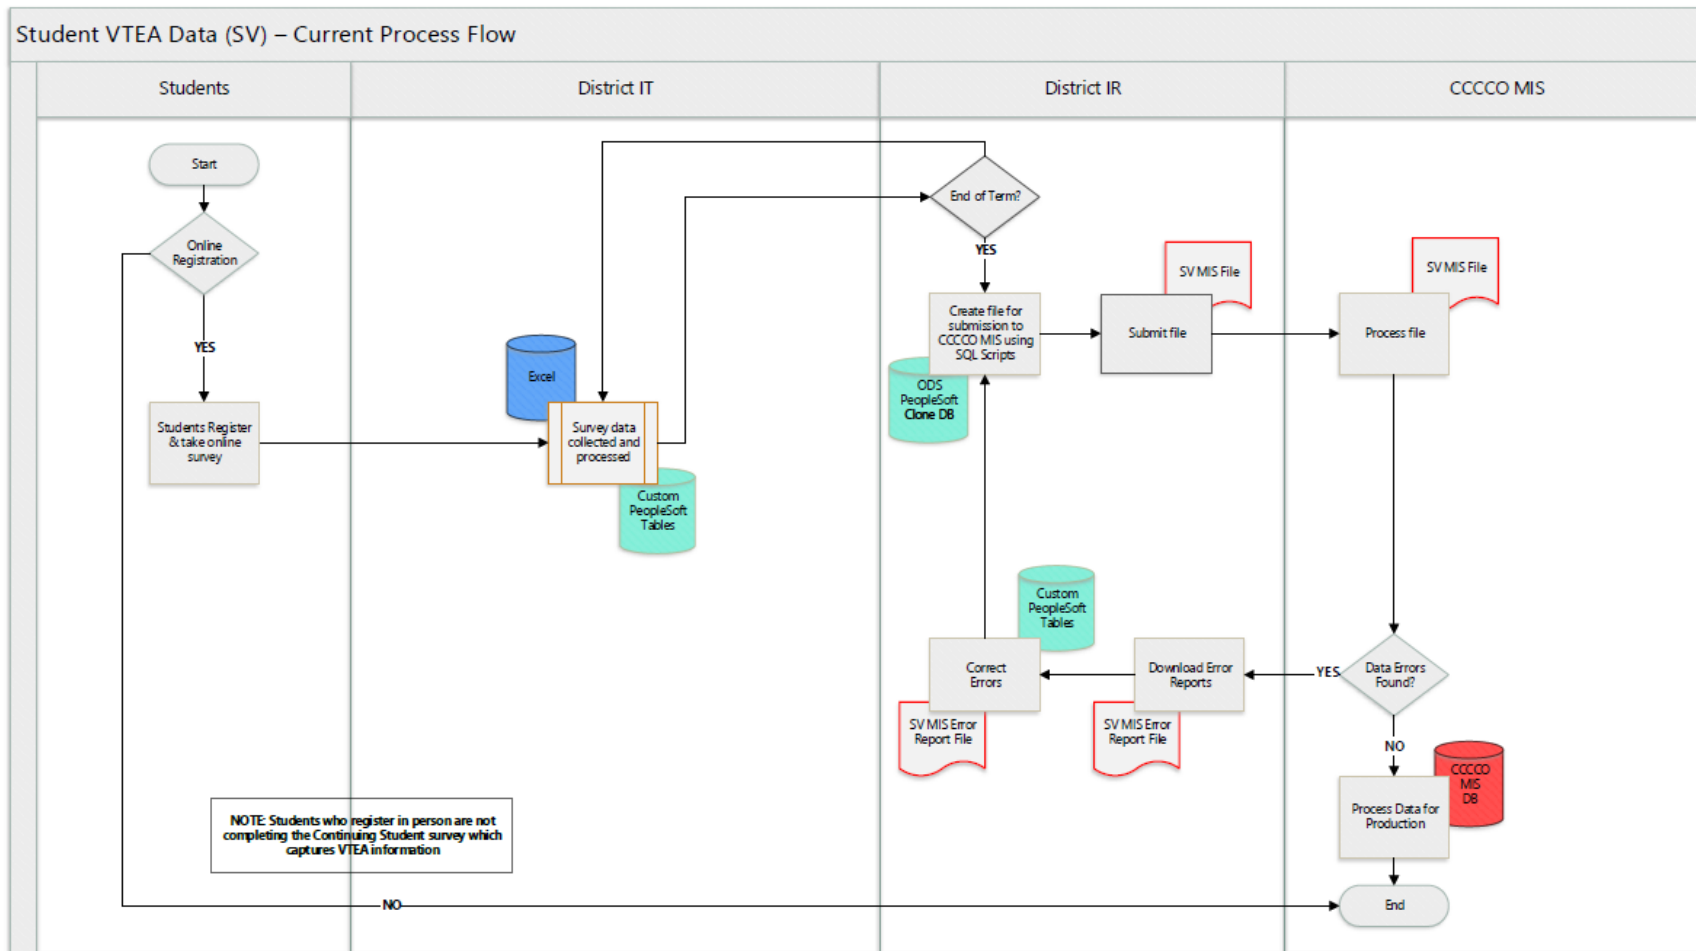 Student VTEA Data (SV) – Current Process Flow
Students
District IT
District IR
CCCCO MIS
Start
Online
Registration
YES
Students Register
& take online
survey
Excel
Survey data
collected and
processed
Custom
PeopleSoft
Tables
End of Term?
YES
Create file for
submission to
CCCCO MIS using
SQL Scripts
ODS
PeopleSoft
Clone DB
SV MIS File
Submit file
SV MIS File
Process file
Custom
PeopleSoft
Tables
Correct
Errors
SV MIS Error
Report File
Download Error
Reports
SV MIS Error
Report File
YES
Data Errors
Found?
NO
CCCCO
MIS
DB
Process Data for
Production
End
NOTE: Students who register in person are not
completing the Continuing Student survey which
captures VTEA information
NO